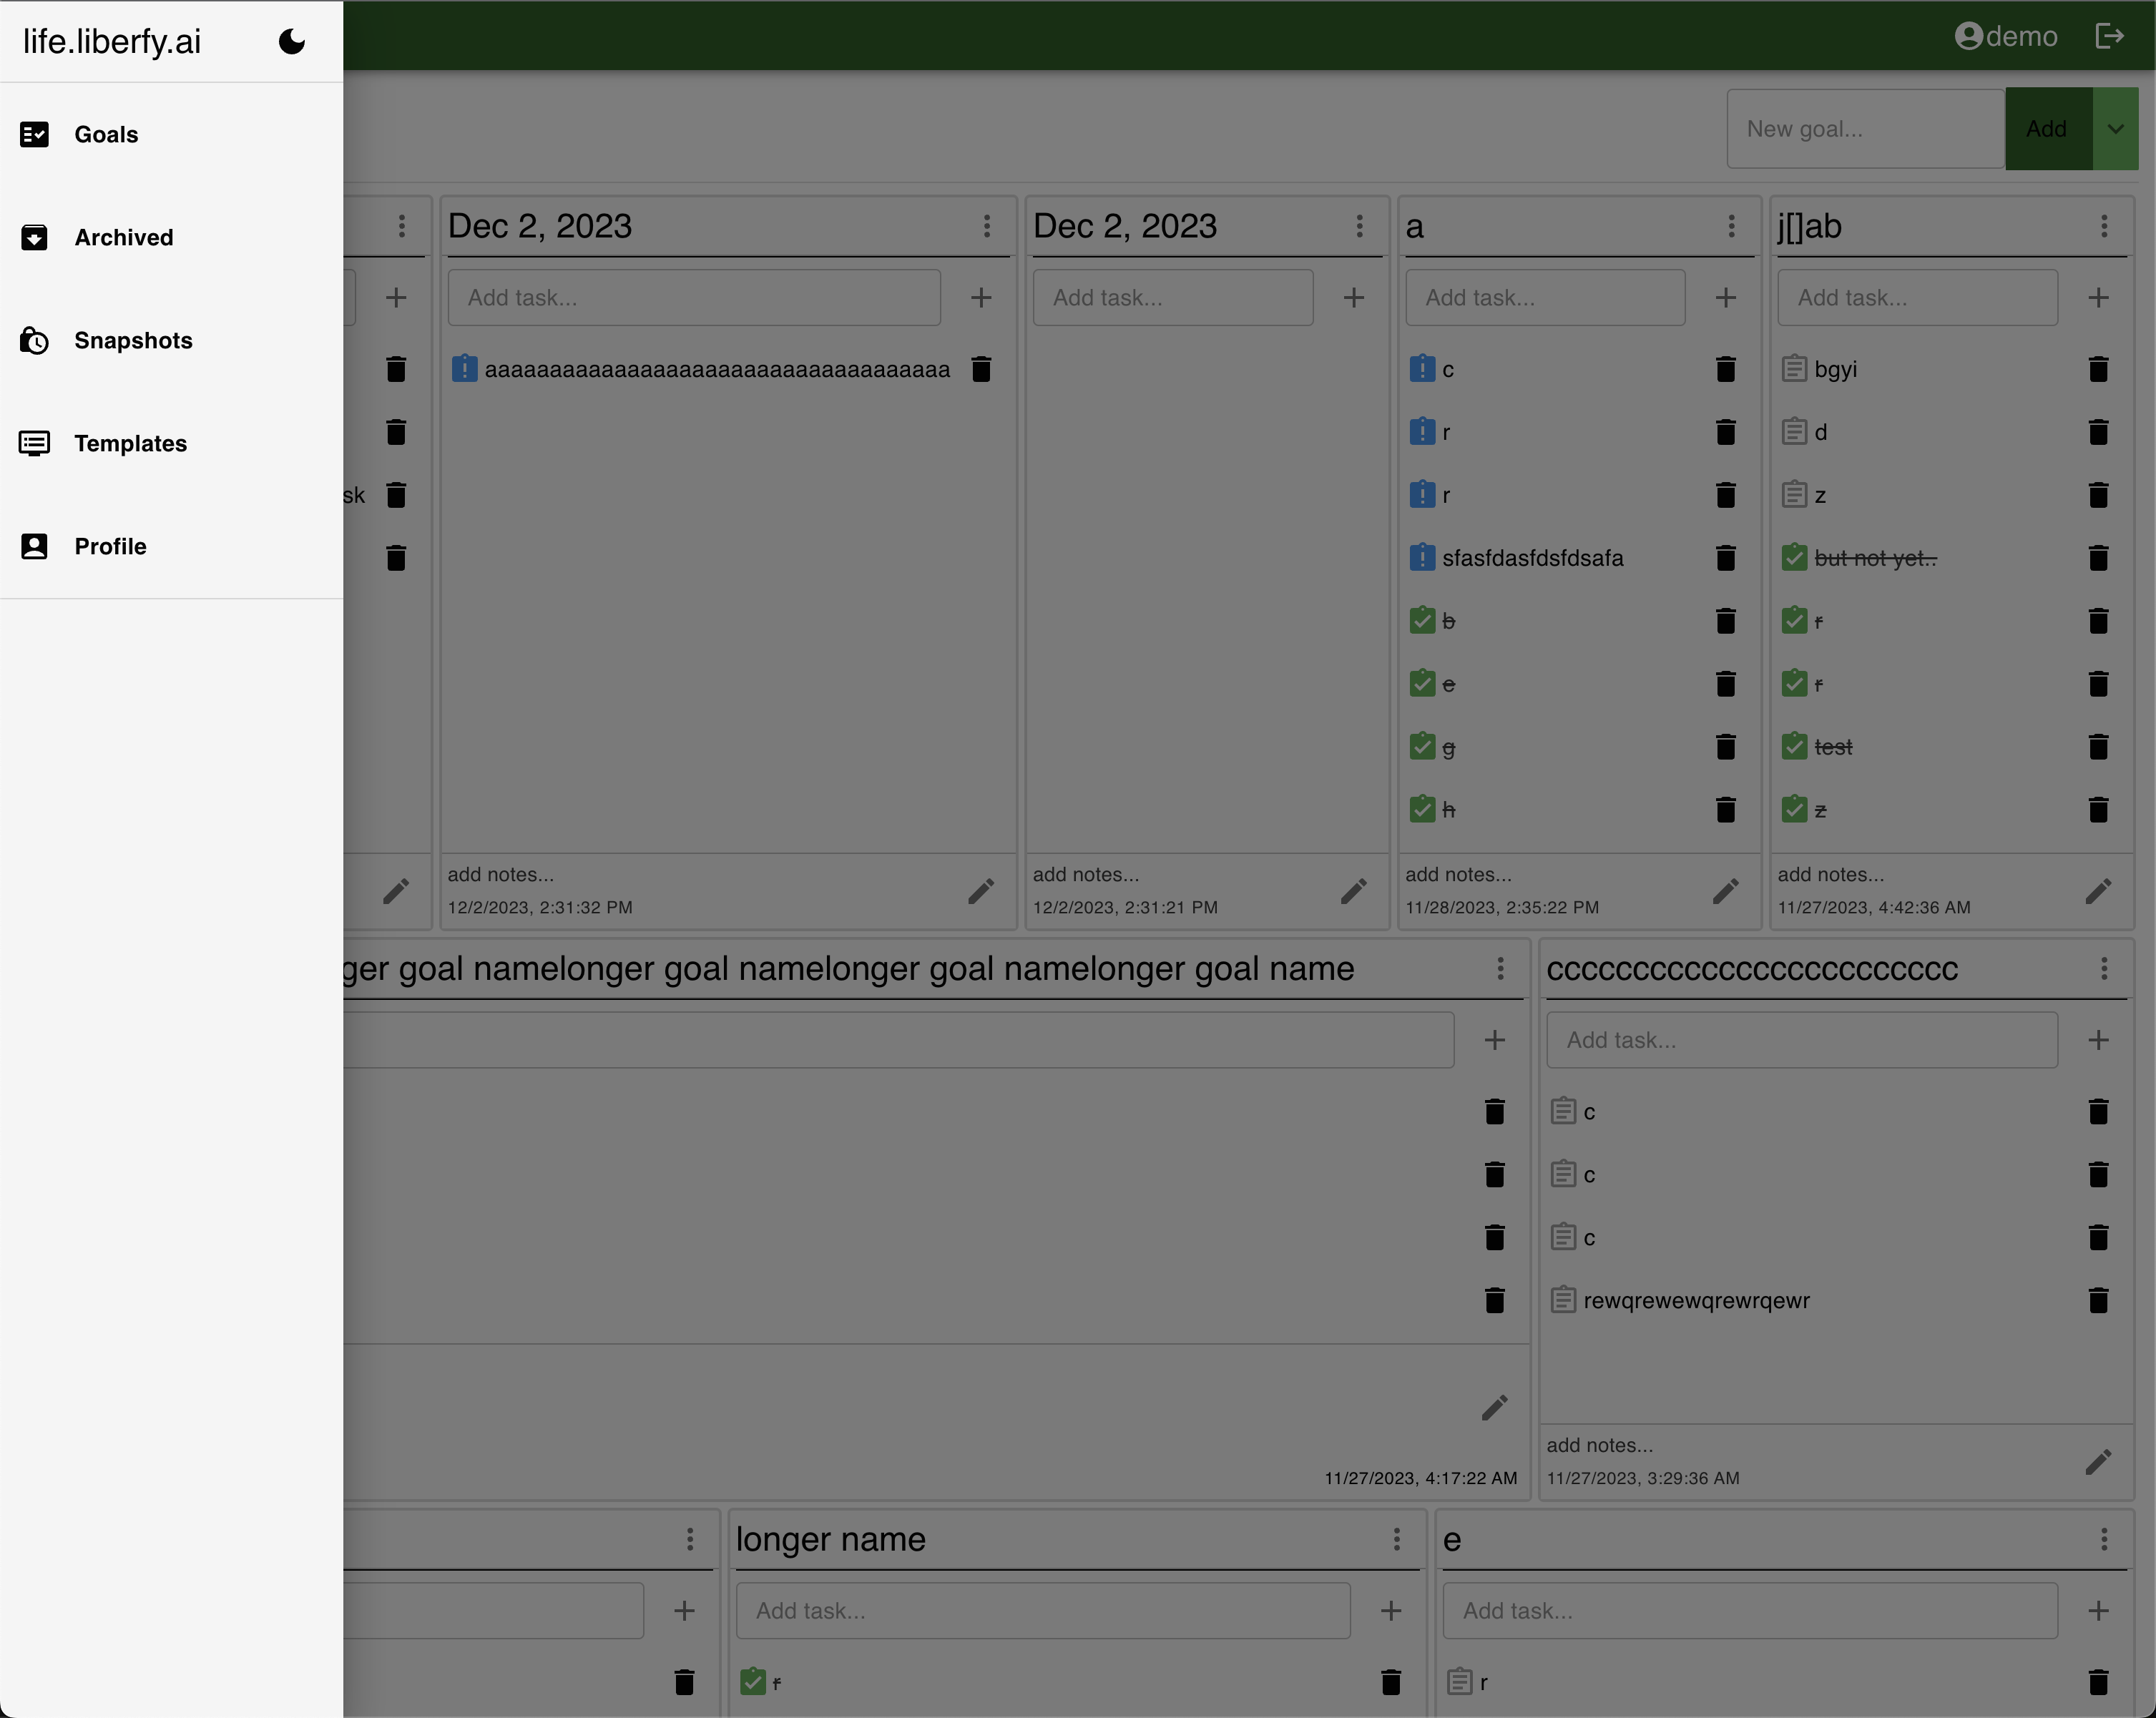 life.liberfy.ai
demo
Goals
Archived
Snapshots
Templates
Profile
New goal...
Add
sk
Dec 2, 2023
Add task...
aaaaaaaaaaaaaaaaaaaaaaaaaaaaaaaaaaaa
add notes...
12/2/2023, 2:31:32 PM
Dec 2, 2023
Add task...
add notes...
12/2/2023, 2:31:21 PM
a
Add task...
c
r
r
sfasfdasfdsfdsafa
b
e
g
h
add notes...
11/28/2023, 2:35:22 PM
j[]ab
Add task...
bgyi
d
z
but not yet..
r
r
test
z
add notes...
11/27/2023, 4:42:36 AM
ger goal namelonger goal namelonger goal namelonger goal name
11/27/2023, 4:17:22 AM
cccccccccccccccccccccccc
Add task...
c
c
c
rewqrewewqrewrqewr
add notes...
11/27/2023, 3:29:36 AM
longer name
Add task...
r
e
Add task...
r